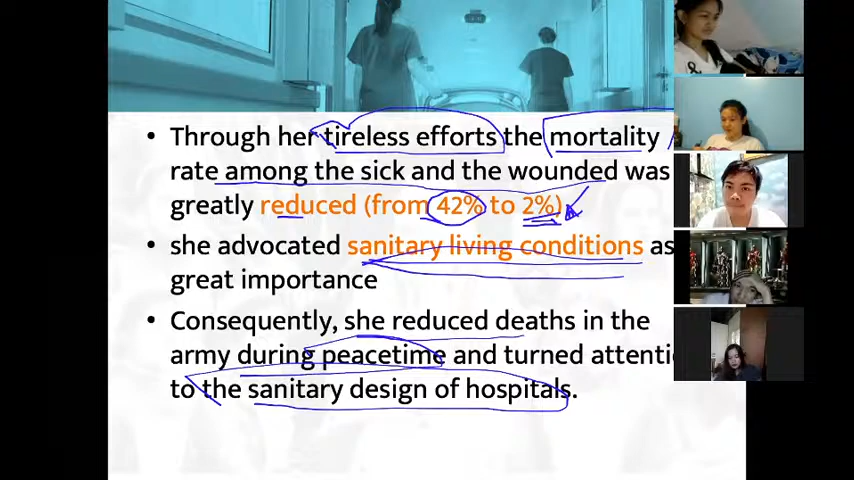 • Through her tireless efforts the mortality
rate among the sick and the wounded was
greatly reduced (from 42% to 2%)
• she advocated sanitary living conditions as
great importance
• Consequently, she reduced deaths in the
army during peacetime and turned attenti
to the sanitary design of hospitals.